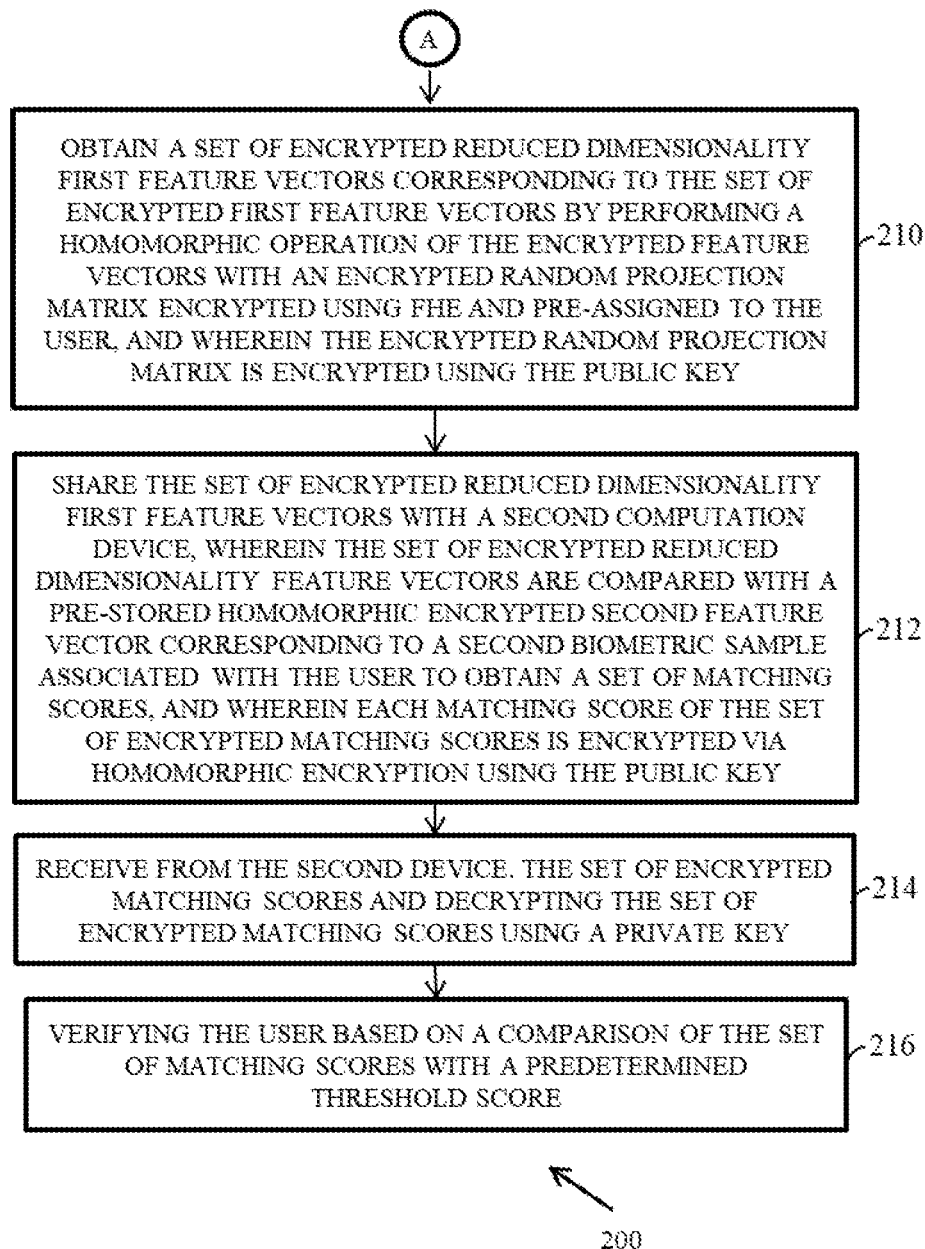 A
OBTAIN A SET OF ENCRYPTED REDUCED DIMENSIONALITY
FIRST FEATURE VECTORS CORRESPONDING TO THE SET OF
ENCRYPTED FIRST FEATURE VECTORS BY PERFORMING A
HOMOMORPHIC OPERATION OF THE ENCRYPTED FEATURE
VECTORS WITH AN ENCRYPTED RANDOM PROJECTION
MATRIX ENCRYPTED USING FHE AND PRE-ASSIGNED TO THE
USER, AND WHEREIN THE ENCRYPTED RANDOM PROJECTION
MATRIX IS ENCRYPTED USING THE PUBLIC KEY
210
SHARE THE SET OF ENCRYPTED REDUCED DIMENSIONALITY
FIRST FEATURE VECTORS WITH A SECOND COMPUTATION
DEVICE, WHEREIN THE SET OF ENCRYPTED REDUCED
DIMENSIONALITY FEATURE VECTORS ARE COMPARED WITH A
PRE-STORED HOMOMORPHIC ENCRYPTED SECOND FEATURE
VECTOR CORRESPONDING TO A SECOND BIOMETRIC SAMPLE
ASSOCIATED WITH THE USER TO OBTAIN A SET OF MATCHING
SCORES, AND WHEREIN EACH MATCHING SCORE OF THE SET
OF ENCRYPTED MATCHING SCORES IS ENCRYPTED VIA
HOMOMORPHIC ENCRYPTION USING THE PUBLIC KEY
212
RECEIVE FROM THE SECOND DEVICE. THE SET OF ENCRYPTED
MATCHING SCORES AND DECRYPTING THE SET OF
ENCRYPTED MATCHING SCORES USING A PRIVATE KEY
214
VERIFYING THE USER BASED ON A COMPARISON OF THE SET
OF MATCHING SCORES WITH A PREDETERMINED
THRESHOLD SCORE
216
200